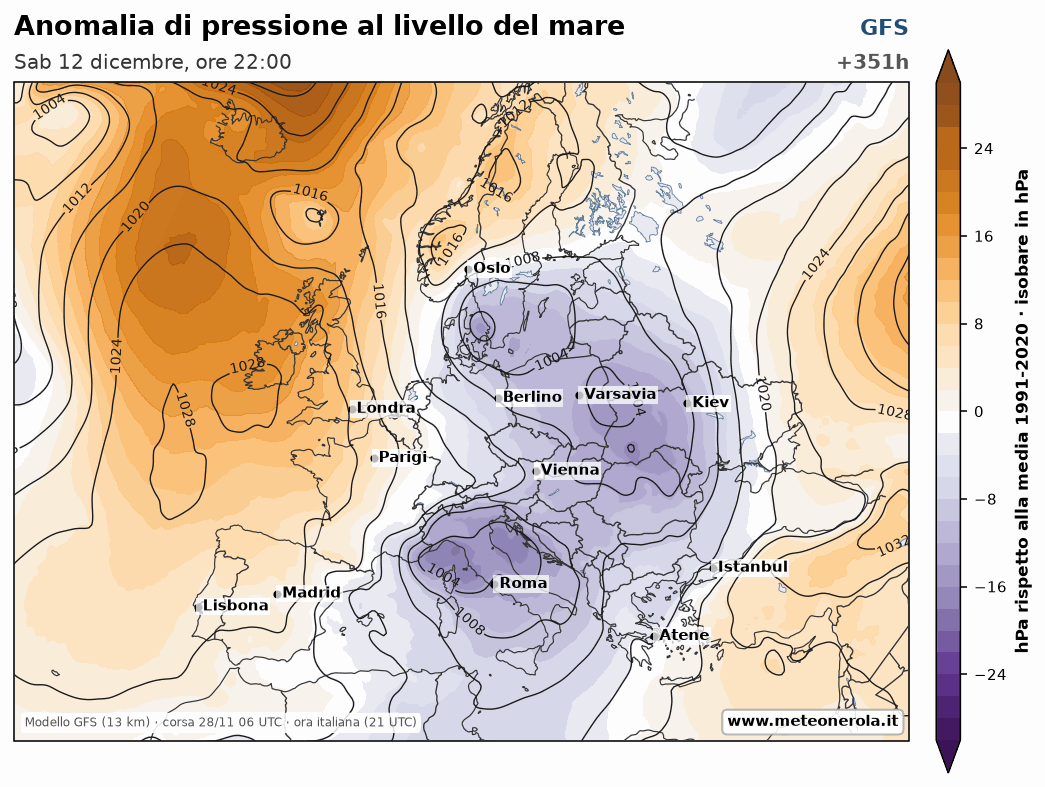 Anomalia di pressione al livello del mare
GFS
Sab 12 dicembre, ore 22:00
+351h
1004
1024
1012
1020
1016
1016
1016
Oslo
1008
1024
1016
1024
1004
1028
1028
Londra
Berlino
Varsavia
Kiev
1020
1028
Parigi
Vienna
1032
1004
Roma
Istanbul
Madrid
Lisbona
1008
Atene
Modello GFS (13 km) · corsa 28/11 06 UTC · ora italiana (21 UTC)
www.meteonerola.it
24
16
8
0
−8
−16
−24
hPa rispetto alla media 1991-2020 · isobare in hPa